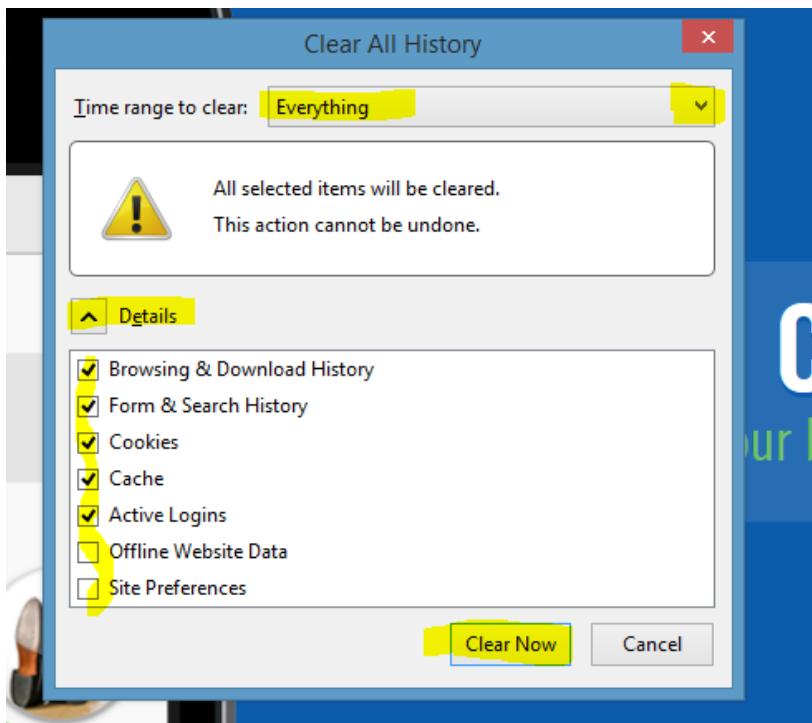 Clear All History
Time range to clear: Everything
All selected items will be cleared.
This action cannot be undone.
Details
Browsing & Download History
Form & Search History
Cookies
Cache
Active Logins
Offline Website Data
Site Preferences
Clear Now Cancel